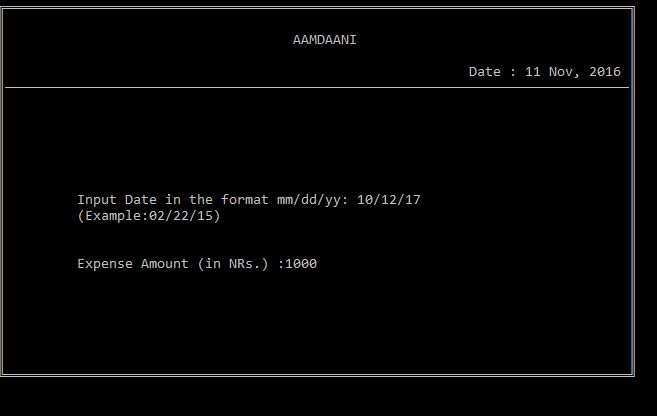 AAMDAANI
Date : 11 Nov, 2016
Input Date in the format mm/dd/yy: 10/12/17
(Example:02/22/15)
Expense Amount (in NRs.) :1000